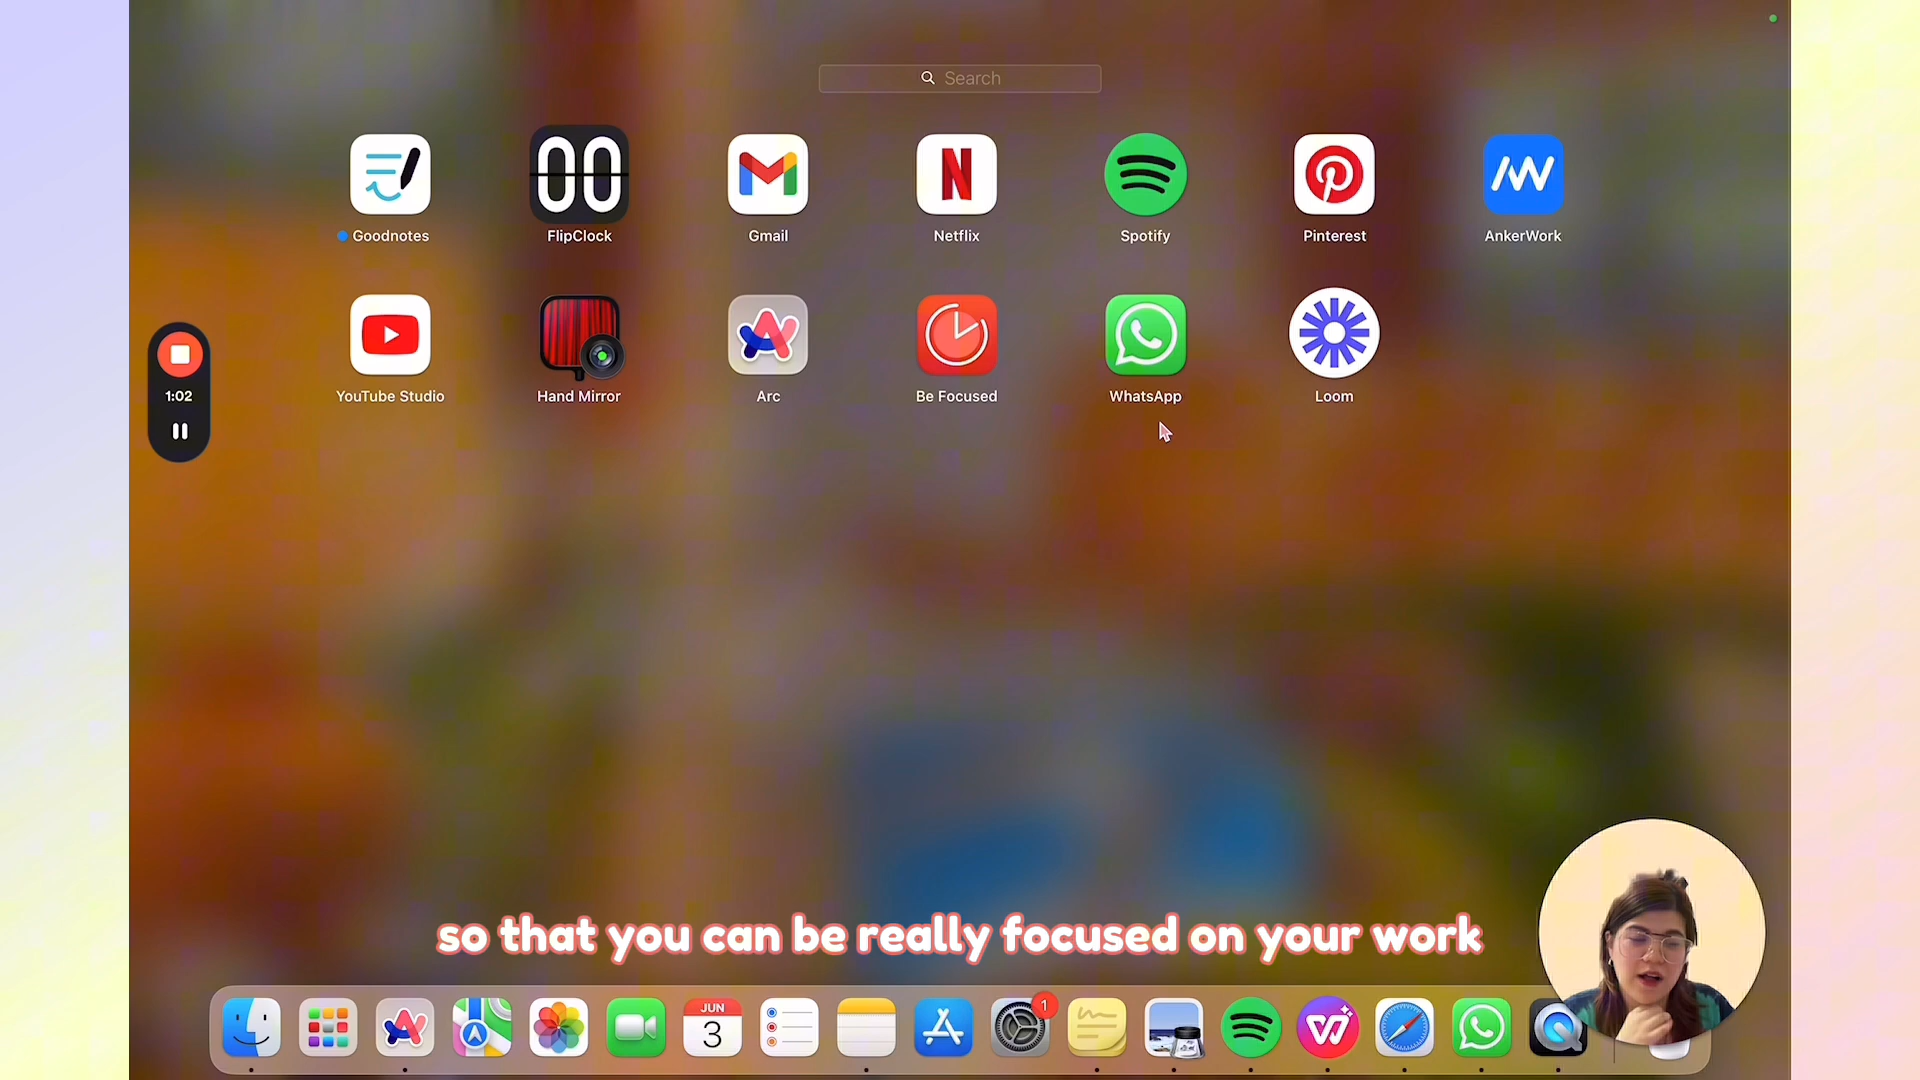 Search
00
Goodnotes
FlipClock
Gmail
Netflix
Spotify
Pinterest
AnkerWork
1:02
YouTube Studio
Hand Mirror
Arc
Be Focused
WhatsApp
Loom
so that you can be really focused on your work
JUN
3
1